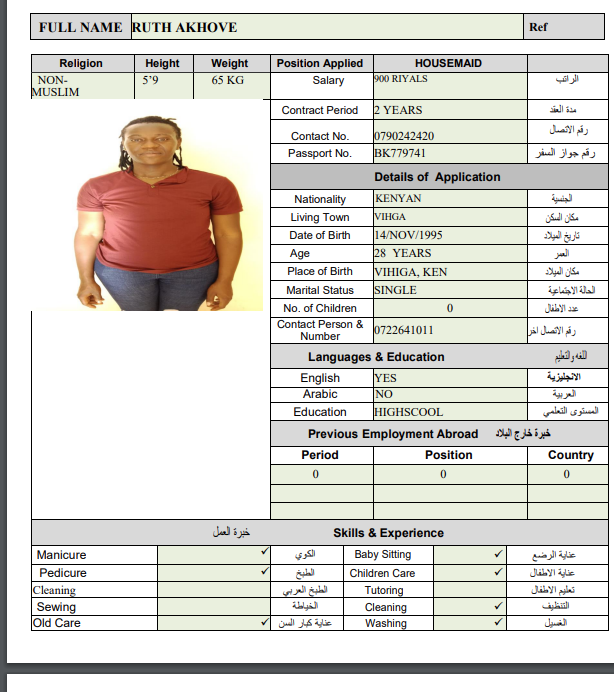 FULL NAME RUTH AKHOVE Ref
Religion Height Weight Position Applied HOUSEMAID
NON-MUSLIM 5'9 65 KG Salary 900 RIYALS الراتب
Contract Period 2 YEARS مدة العقد
Contact No. 0790242420 رقم الاتصال
Passport No. BK779741 رقم جواز السفر
Details of Application
Nationality KENYAN الجنسية
Living Town VIHGA مكان السكن
Date of Birth 14/NOV/1995 تاريخ الميلاد
Age 28 YEARS العمر
Place of Birth VIHIGA, KEN مكان الميلاد
Marital Status SINGLE الحالة الاجتماعية
No. of Children 0 عدد الاطفال
Contact Person & Number 0722641011 رقم الاتصال اخر
Languages & Education اللغه والتعليم
English YES الانجليزية
Arabic NO العربية
Education HIGHSCOOL المستوى التعلمي
Previous Employment Abroad خبرة خارج البلاد
Period Position Country
0 0 0
خبرة العمل Skills & Experience
Manicure ✓ الكوي Baby Sitting ✓ عناية الرضع
Pedicure ✓ الطبخ Children Care ✓ عناية الاطفال
Cleaning الطبخ العربي Tutoring تعليم الاطفال
Sewing الخياطة Cleaning ✓ التنظيف
Old Care ✓ عناية كبار السن Washing ✓ الغسيل